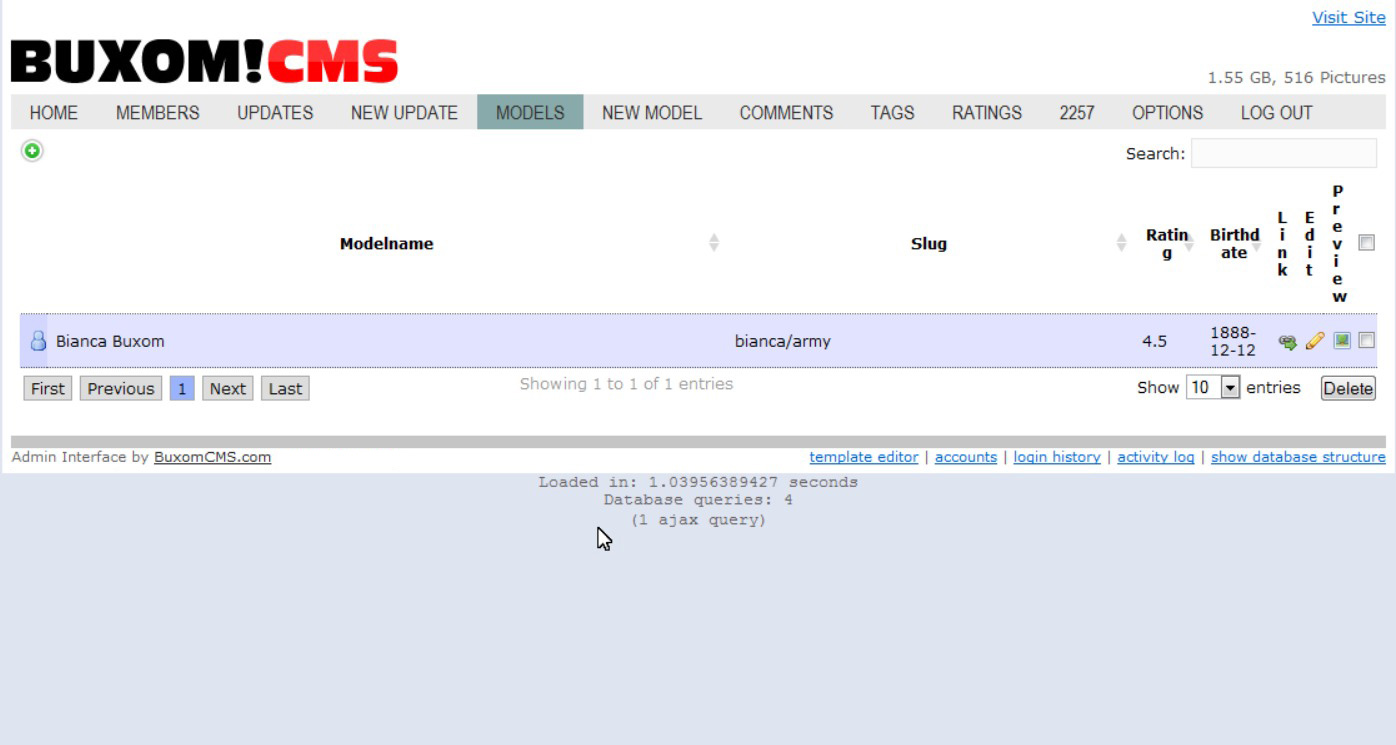 Visit Site
BUXOM!CMS
1.55 GB, 516 Pictures
HOME MEMBERS UPDATES NEW UPDATE MODELS NEW MODEL COMMENTS TAGS RATINGS 2257 OPTIONS LOG OUT
Search:
Modelname Slug Rating Birthdate Link Edit Preview
Bianca Buxom bianca/army 4.5 1888-12-12
First Previous 1 Next Last Showing 1 to 1 of 1 entries Show 10 entries Delete
Admin Interface by BuxomCMS.com template editor | accounts | login history | activity log | show database structure
Loaded in: 1.03956389427 seconds
Database queries: 4
(1 ajax query)